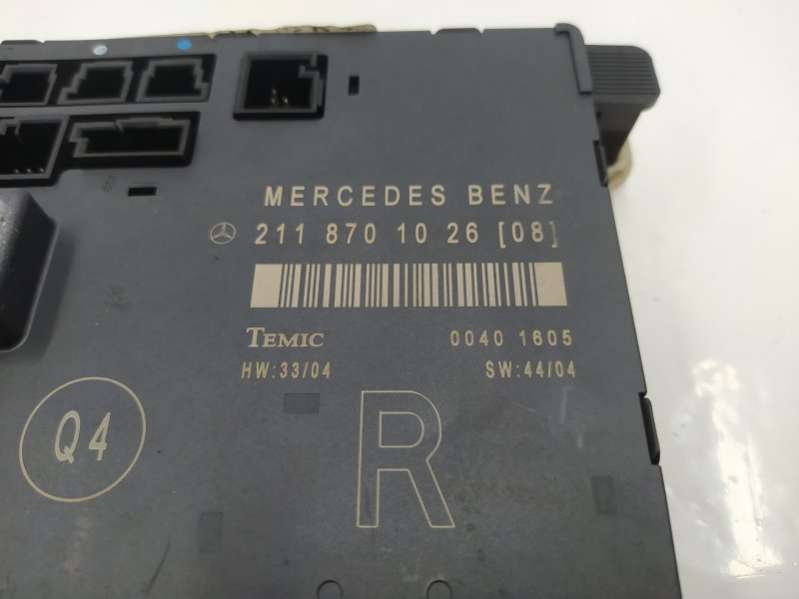 MERCEDES BENZ
211 870 10 26 [08]
TEMIC 0040 1605
HW:33/04 SW:44/04
Q4
R